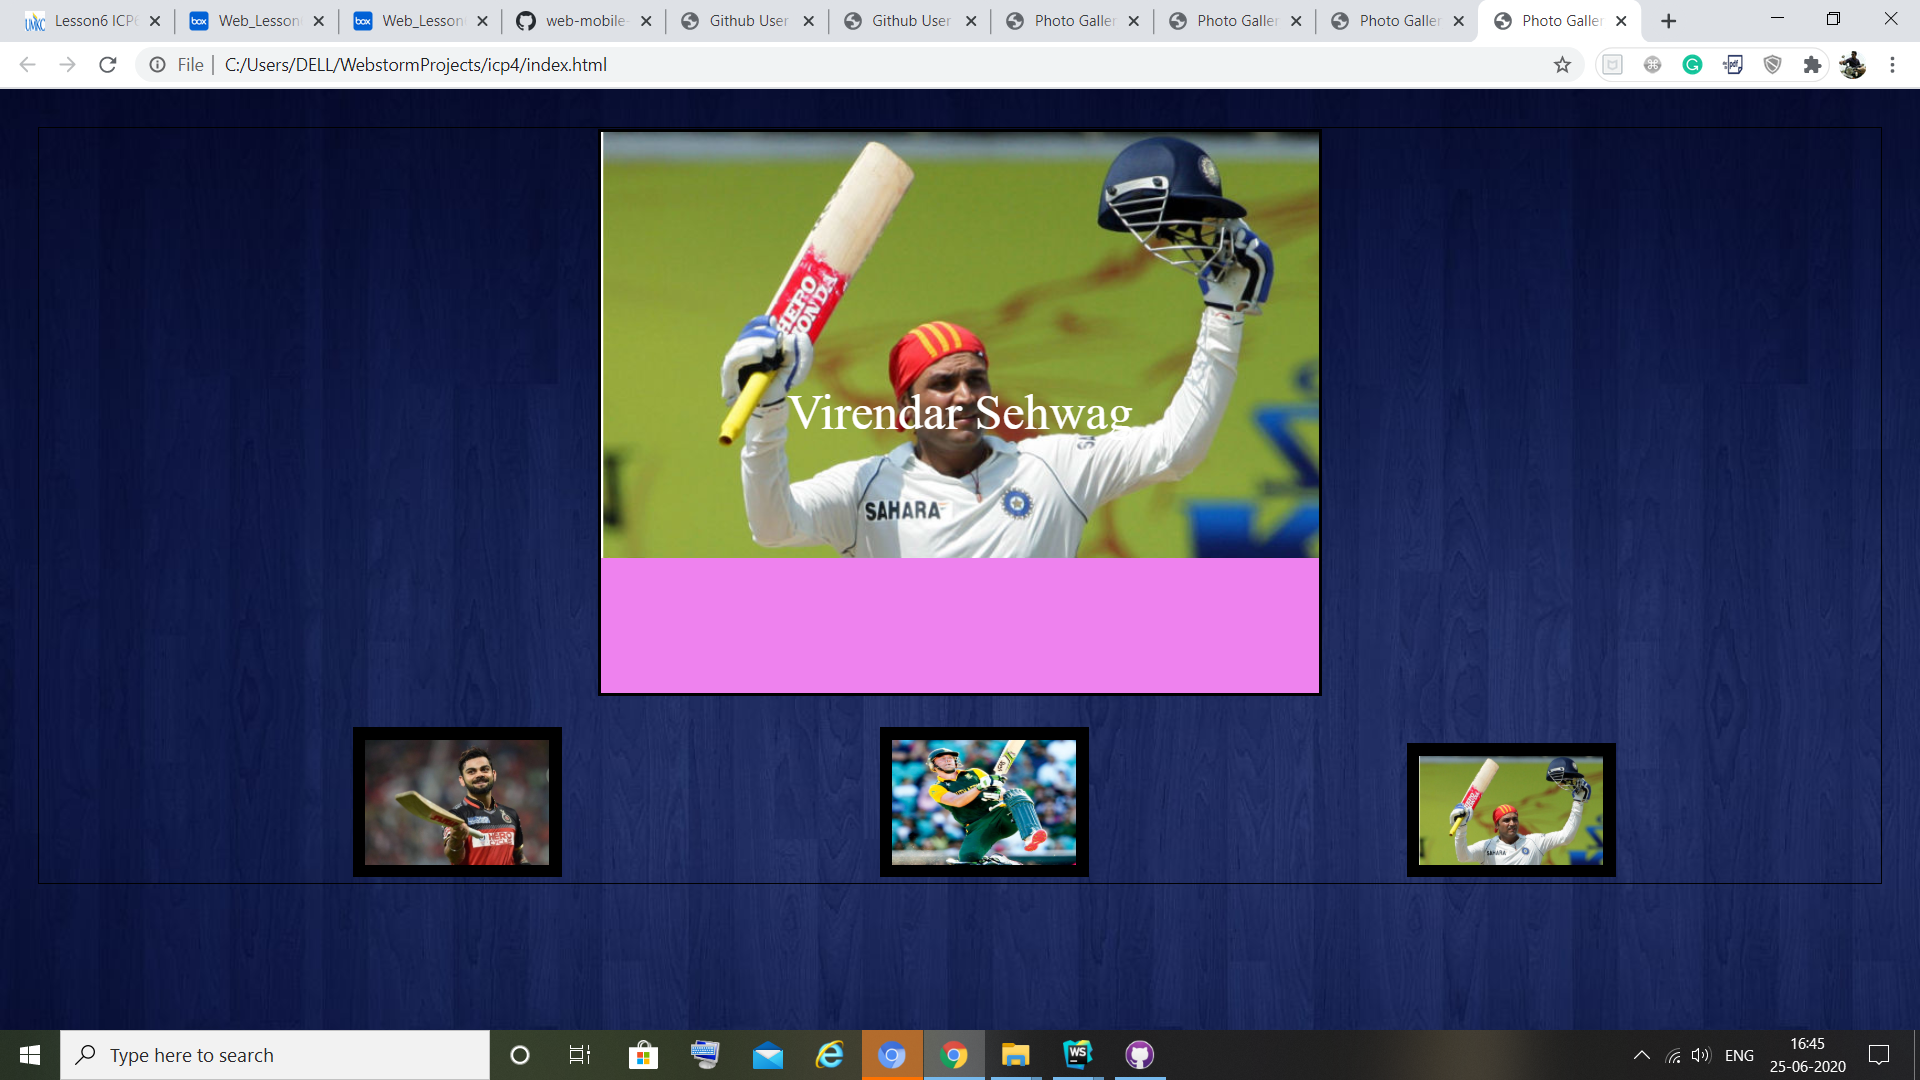 Lesson6 ICP
Web_Lesson
Web_Lesson
web-mobile-
Github User
Github User
Photo Galler
Photo Galler
Photo Galler
Photo Galler
File | C:/Users/DELL/WebstormProjects/icp4/index.html
HERO
HONDA
Virendar Sehwag
SAHARA
SAHARA
Type here to search
ENG
16:45
25-06-2020